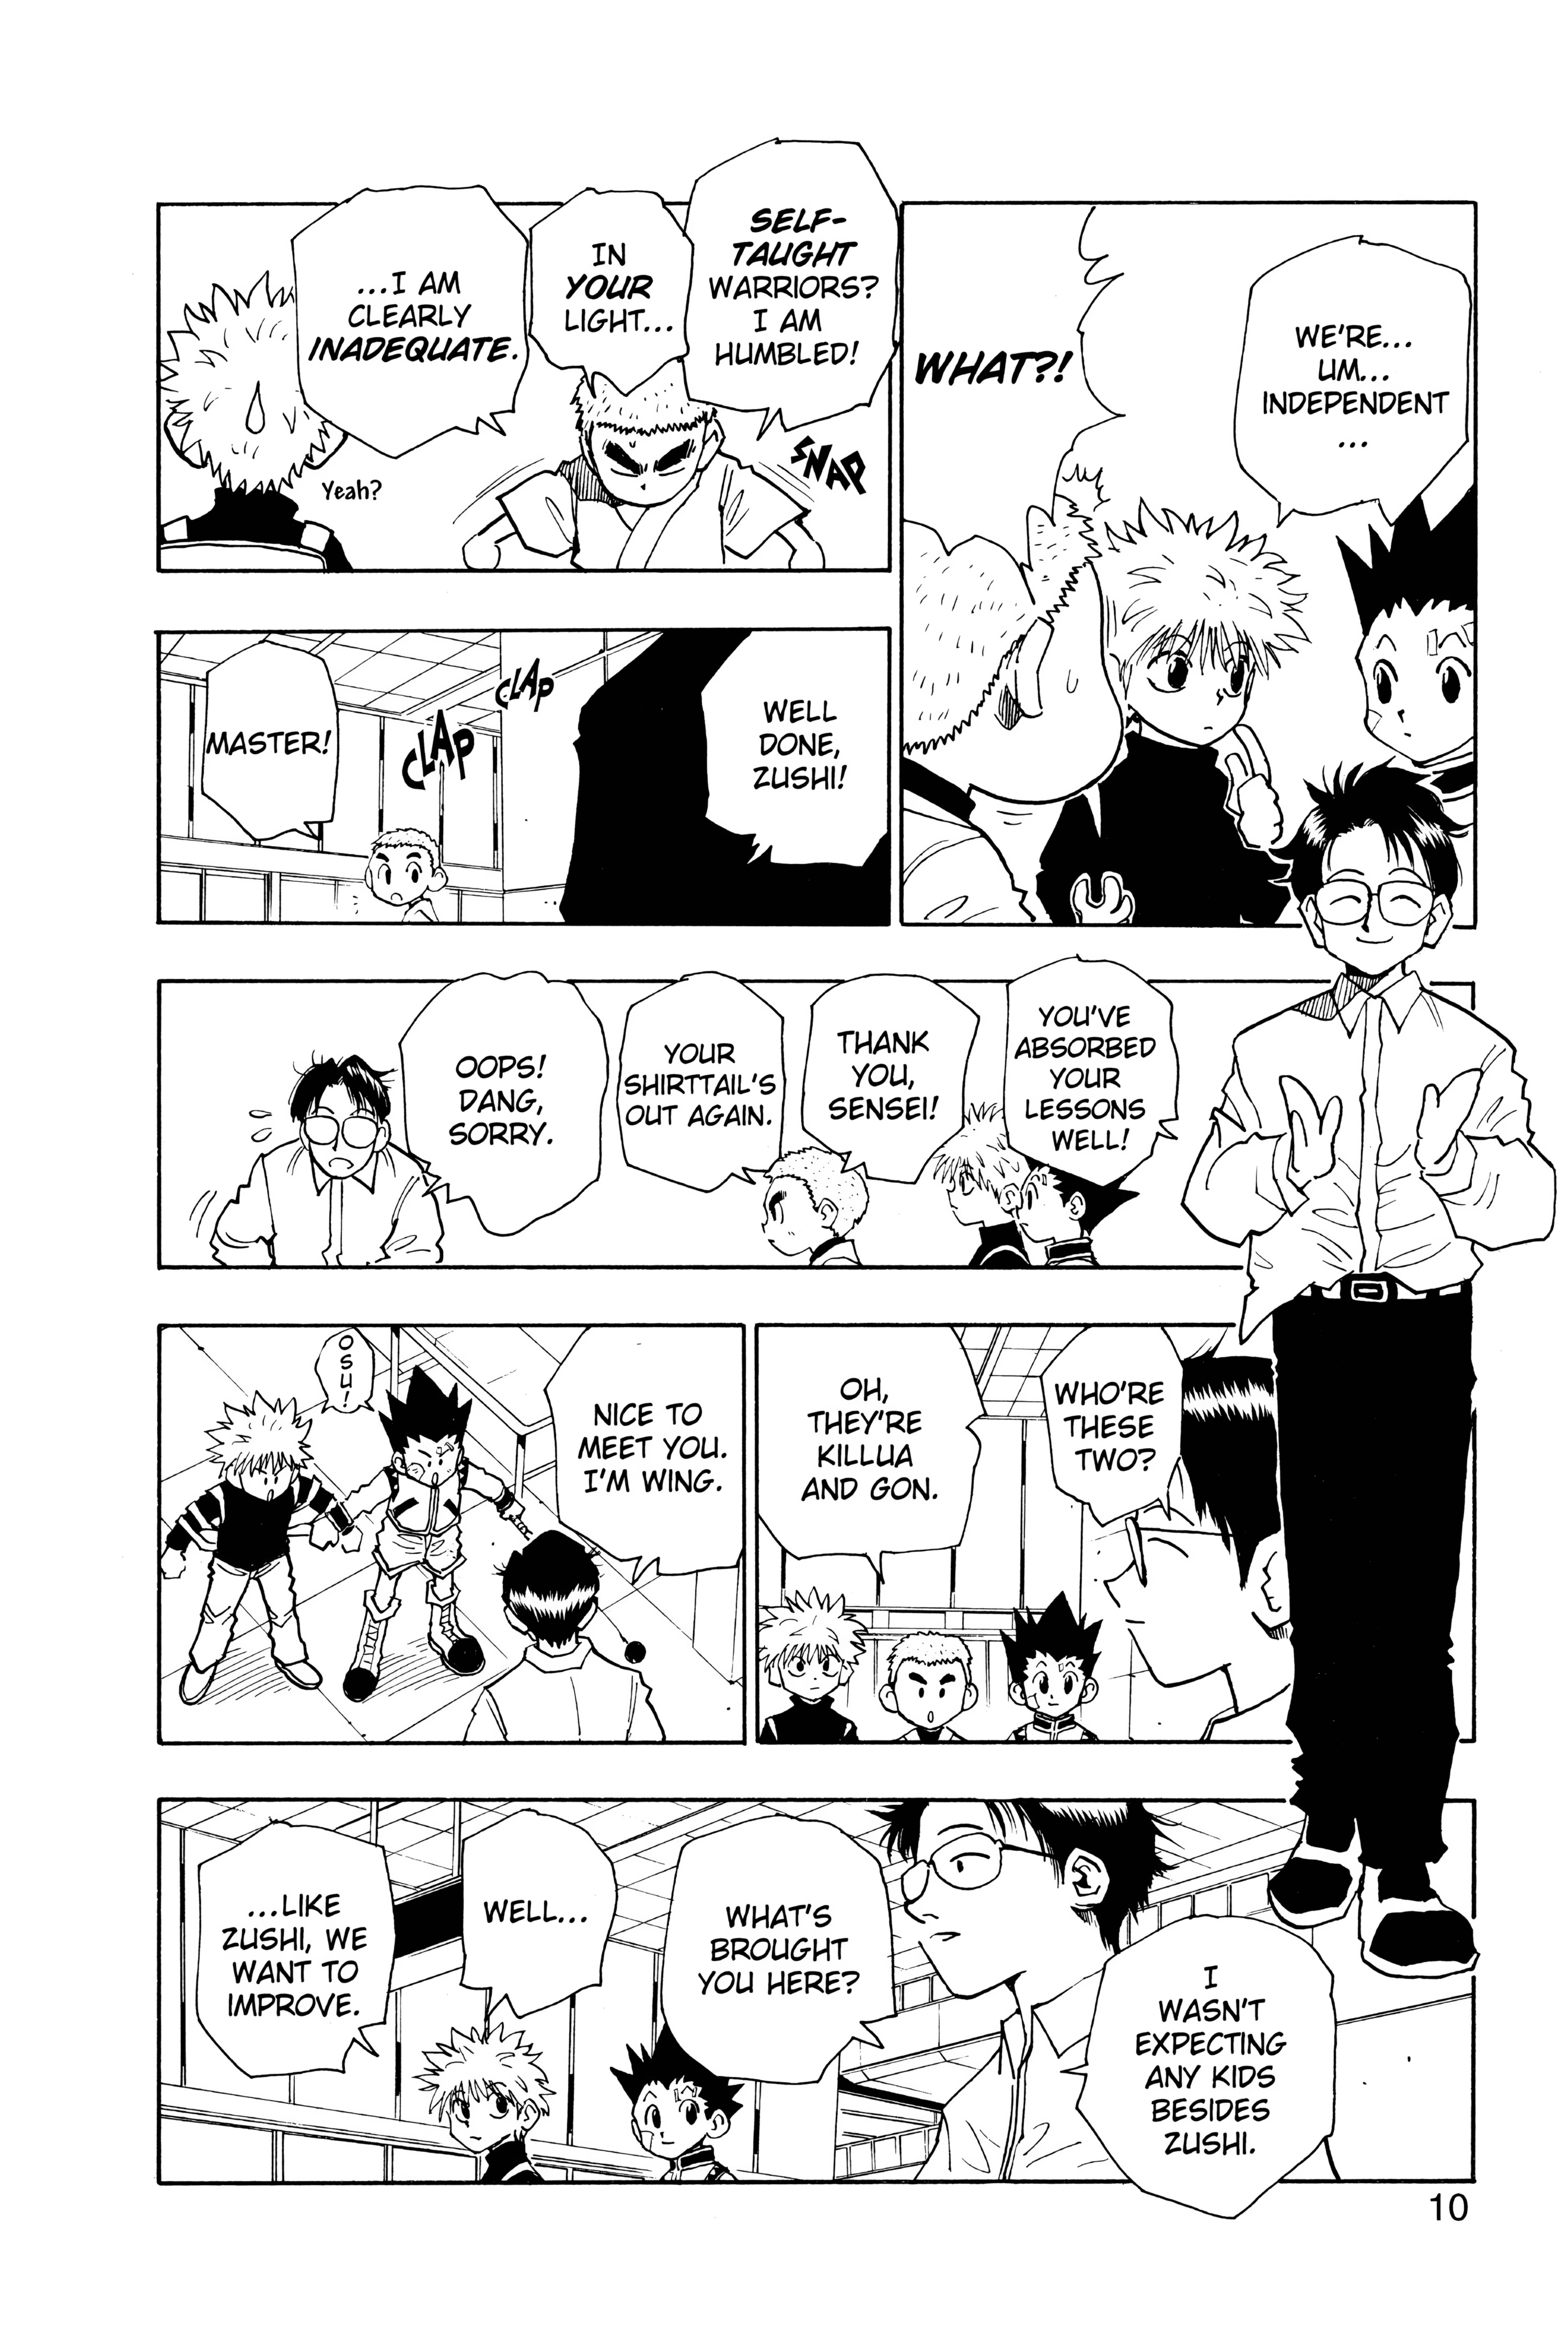 WE'RE...
UM...
INDEPENDENT
...
WHAT?!
SELF-
TAUGHT
WARRIORS?
I AM
HUMBLED!
IN
YOUR
LIGHT...
...I AM
CLEARLY
INADEQUATE.
SNAP
Yeah?
WELL
DONE,
ZUSHI!
CLAP
CLAP
MASTER!
YOU'VE
ABSORBED
YOUR
LESSONS
WELL!
THANK
YOU,
SENSEI!
YOUR
SHIRTTAIL'S
OUT AGAIN.
OOPS!
DANG,
SORRY.
WHO'RE
THESE
TWO?
OH,
THEY'RE
KILLUA
AND GON.
NICE TO
MEET YOU.
I'M WING.
OSU!
I
WASN'T
EXPECTING
ANY KIDS
BESIDES
ZUSHI.
WHAT'S
BROUGHT
YOU HERE?
WELL...
...LIKE
ZUSHI, WE
WANT TO
IMPROVE.
10